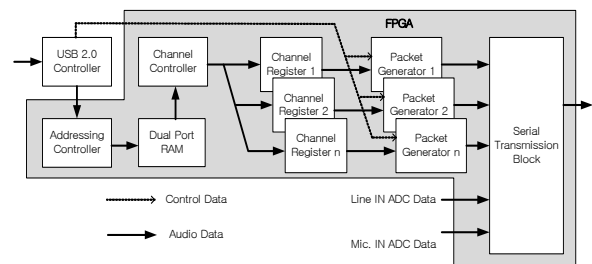 FPGA
USB 2.0
Controller
Channel
Controller
Channel
Register 1
Packet
Generator 1
Channel
Register 2
Packet
Generator 2
Addressing
Controller
Dual Port
RAM
Channel
Register n
Packet
Generator n
Serial
Transmission
Block
Control Data
Line IN ADC Data
Audio Data
Mic. IN ADC Data